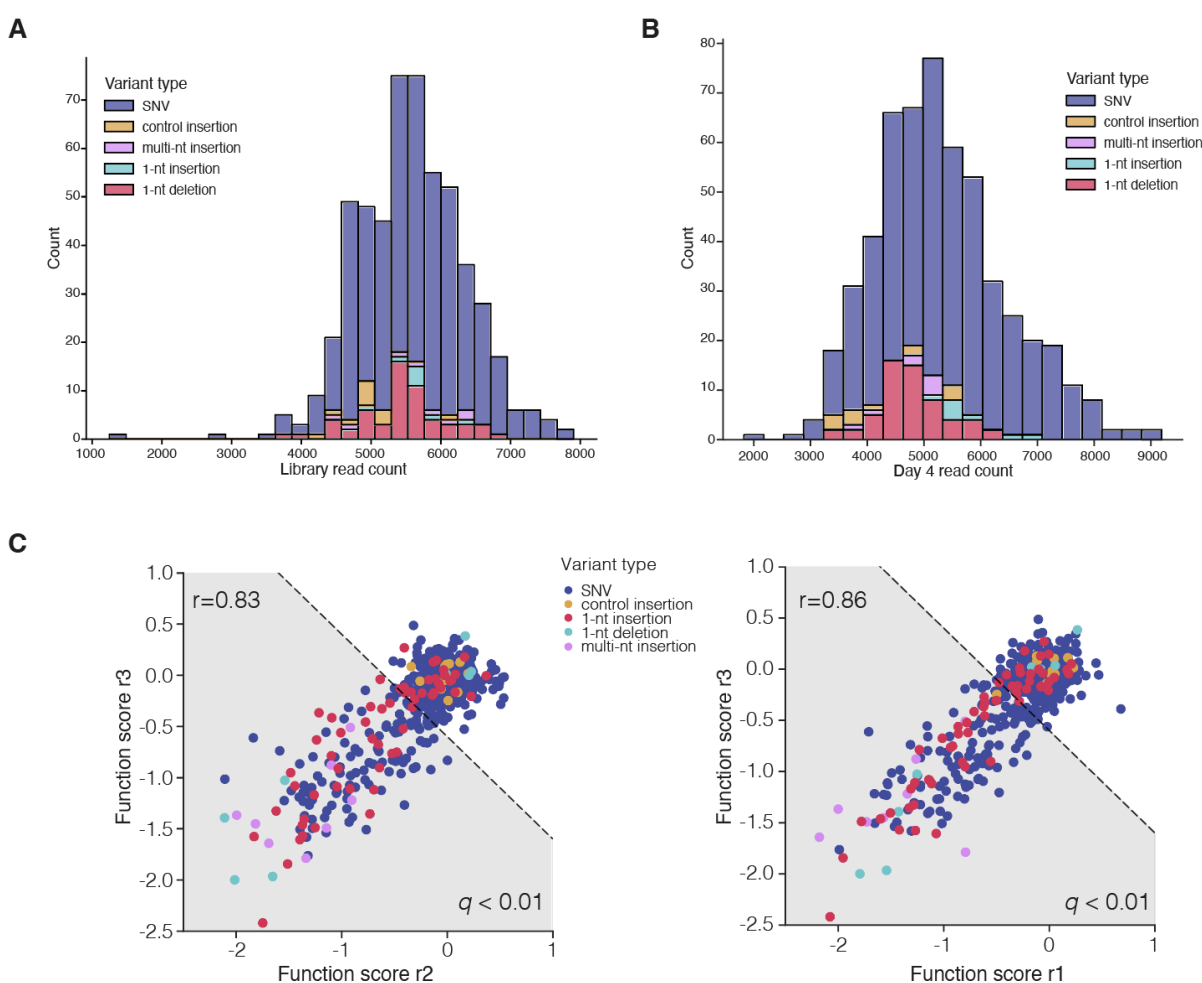 A
Variant type
SNV
control insertion
multi-nt insertion
1-nt insertion
1-nt deletion
Count
70
60
50
40
30
20
10
0
1000 2000 3000 4000 5000 6000 7000 8000
Library read count
B
Variant type
SNV
control insertion
multi-nt insertion
1-nt insertion
1-nt deletion
Count
80
70
60
50
40
30
20
10
0
2000 3000 4000 5000 6000 7000 8000 9000
Day 4 read count
C
r=0.83
q < 0.01
Function score r3
1.0
0.5
0.0
-0.5
-1.0
-1.5
-2.0
-2.5
-2 -1 0 1
Function score r2
Variant type
SNV
control insertion
1-nt insertion
1-nt deletion
multi-nt insertion
r=0.86
q < 0.01
Function score r3
1.0
0.5
0.0
-0.5
-1.0
-1.5
-2.0
-2.5
-2 -1 0 1
Function score r1